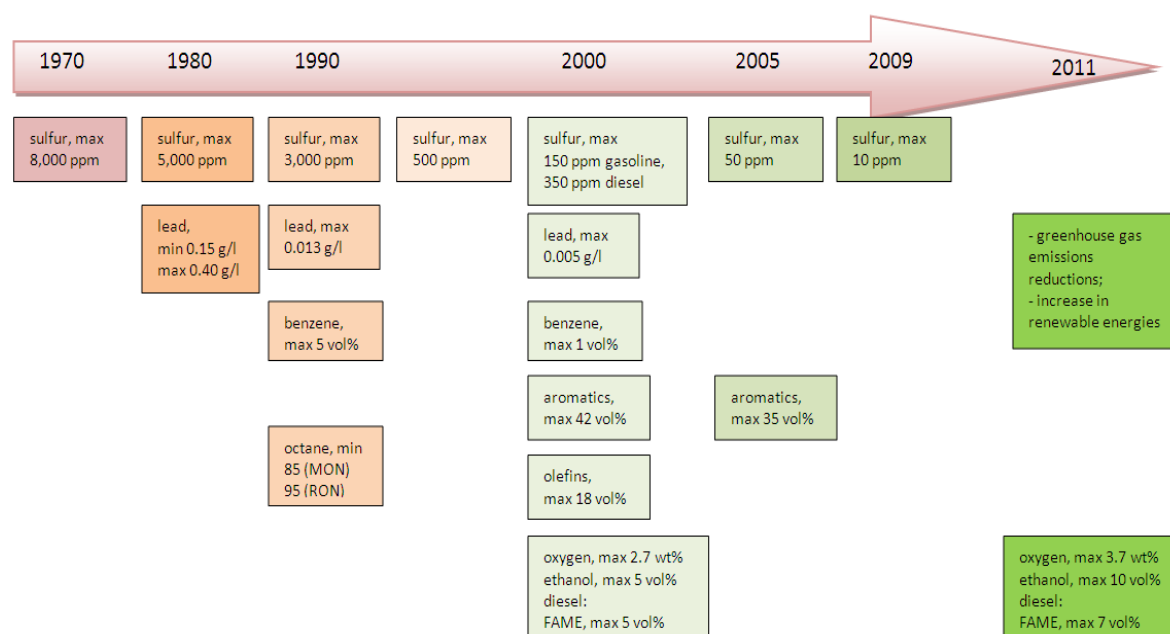 1970
1980
1990
2000
2005
2009
2011
sulfur, max
8,000 ppm
sulfur, max
5,000 ppm
sulfur, max
3,000 ppm
sulfur, max
500 ppm
sulfur, max
150 ppm gasoline,
350 ppm diesel
sulfur, max
50 ppm
sulfur, max
10 ppm
lead,
min 0.15 g/l
max 0.40 g/l
lead, max
0.013 g/l
lead, max
0.005 g/l
- greenhouse gas
emissions
reductions;
- increase in
renewable energies
benzene,
max 5 vol%
benzene,
max 1 vol%
aromatics,
max 42 vol%
aromatics,
max 35 vol%
octane, min
85 (MON)
95 (RON)
olefins,
max 18 vol%
oxygen, max 2.7 wt%
ethanol, max 5 vol%
diesel:
FAME, max 5 vol%
oxygen, max 3.7 wt%
ethanol, max 10 vol%
diesel:
FAME, max 7 vol%